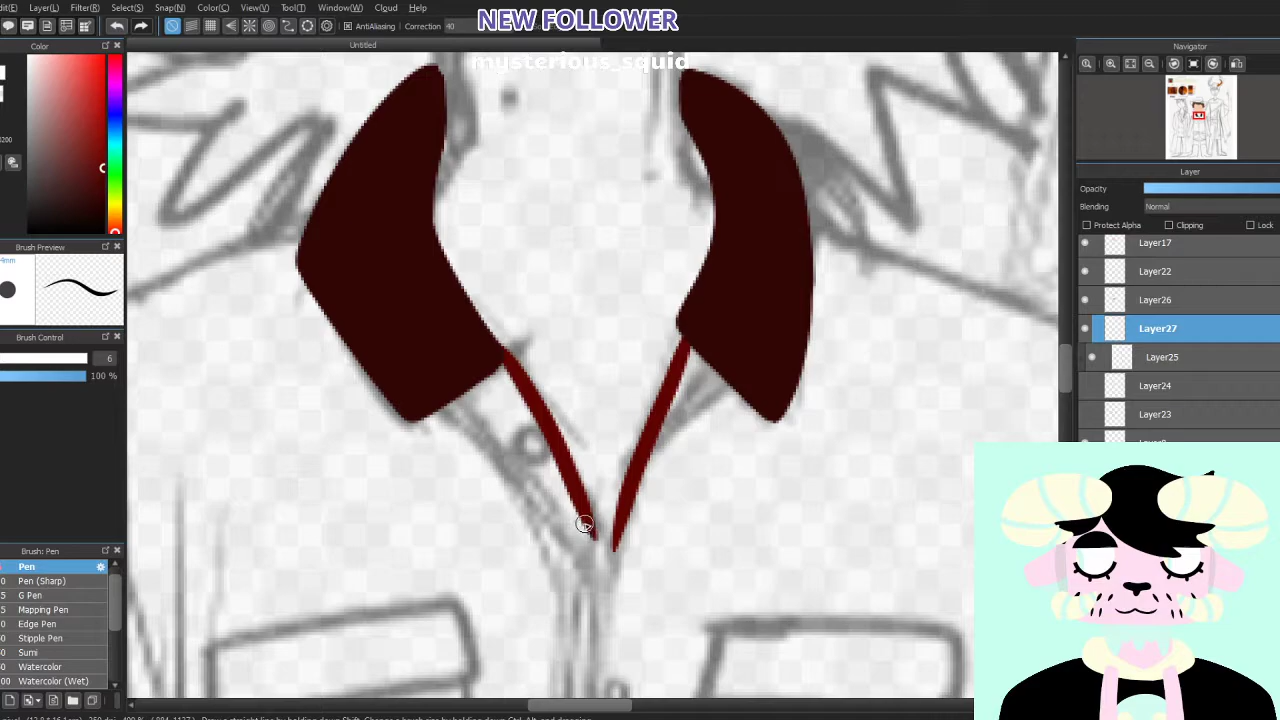 Layer(L) Filter(R) Select(S) Snap(N) Color(C) View(V) Tool(T) Window(W) Cloud Help
NEW FOLLOWER
mysterious_squid
AntiAliasing Correction 40
Color
Untitled
Navigator
Layer
Opacity
Blending Normal
Protect Alpha Clipping Lock
Layer17
Layer22
Layer26
Layer27
Layer25
Layer24
Layer23
Brush Preview
Brush Control
6
100 %
Brush: Pen
Pen
Pen (Sharp)
G Pen
Mapping Pen
Edge Pen
Stipple Pen
Sumi
Watercolor
Watercolor (Wet)